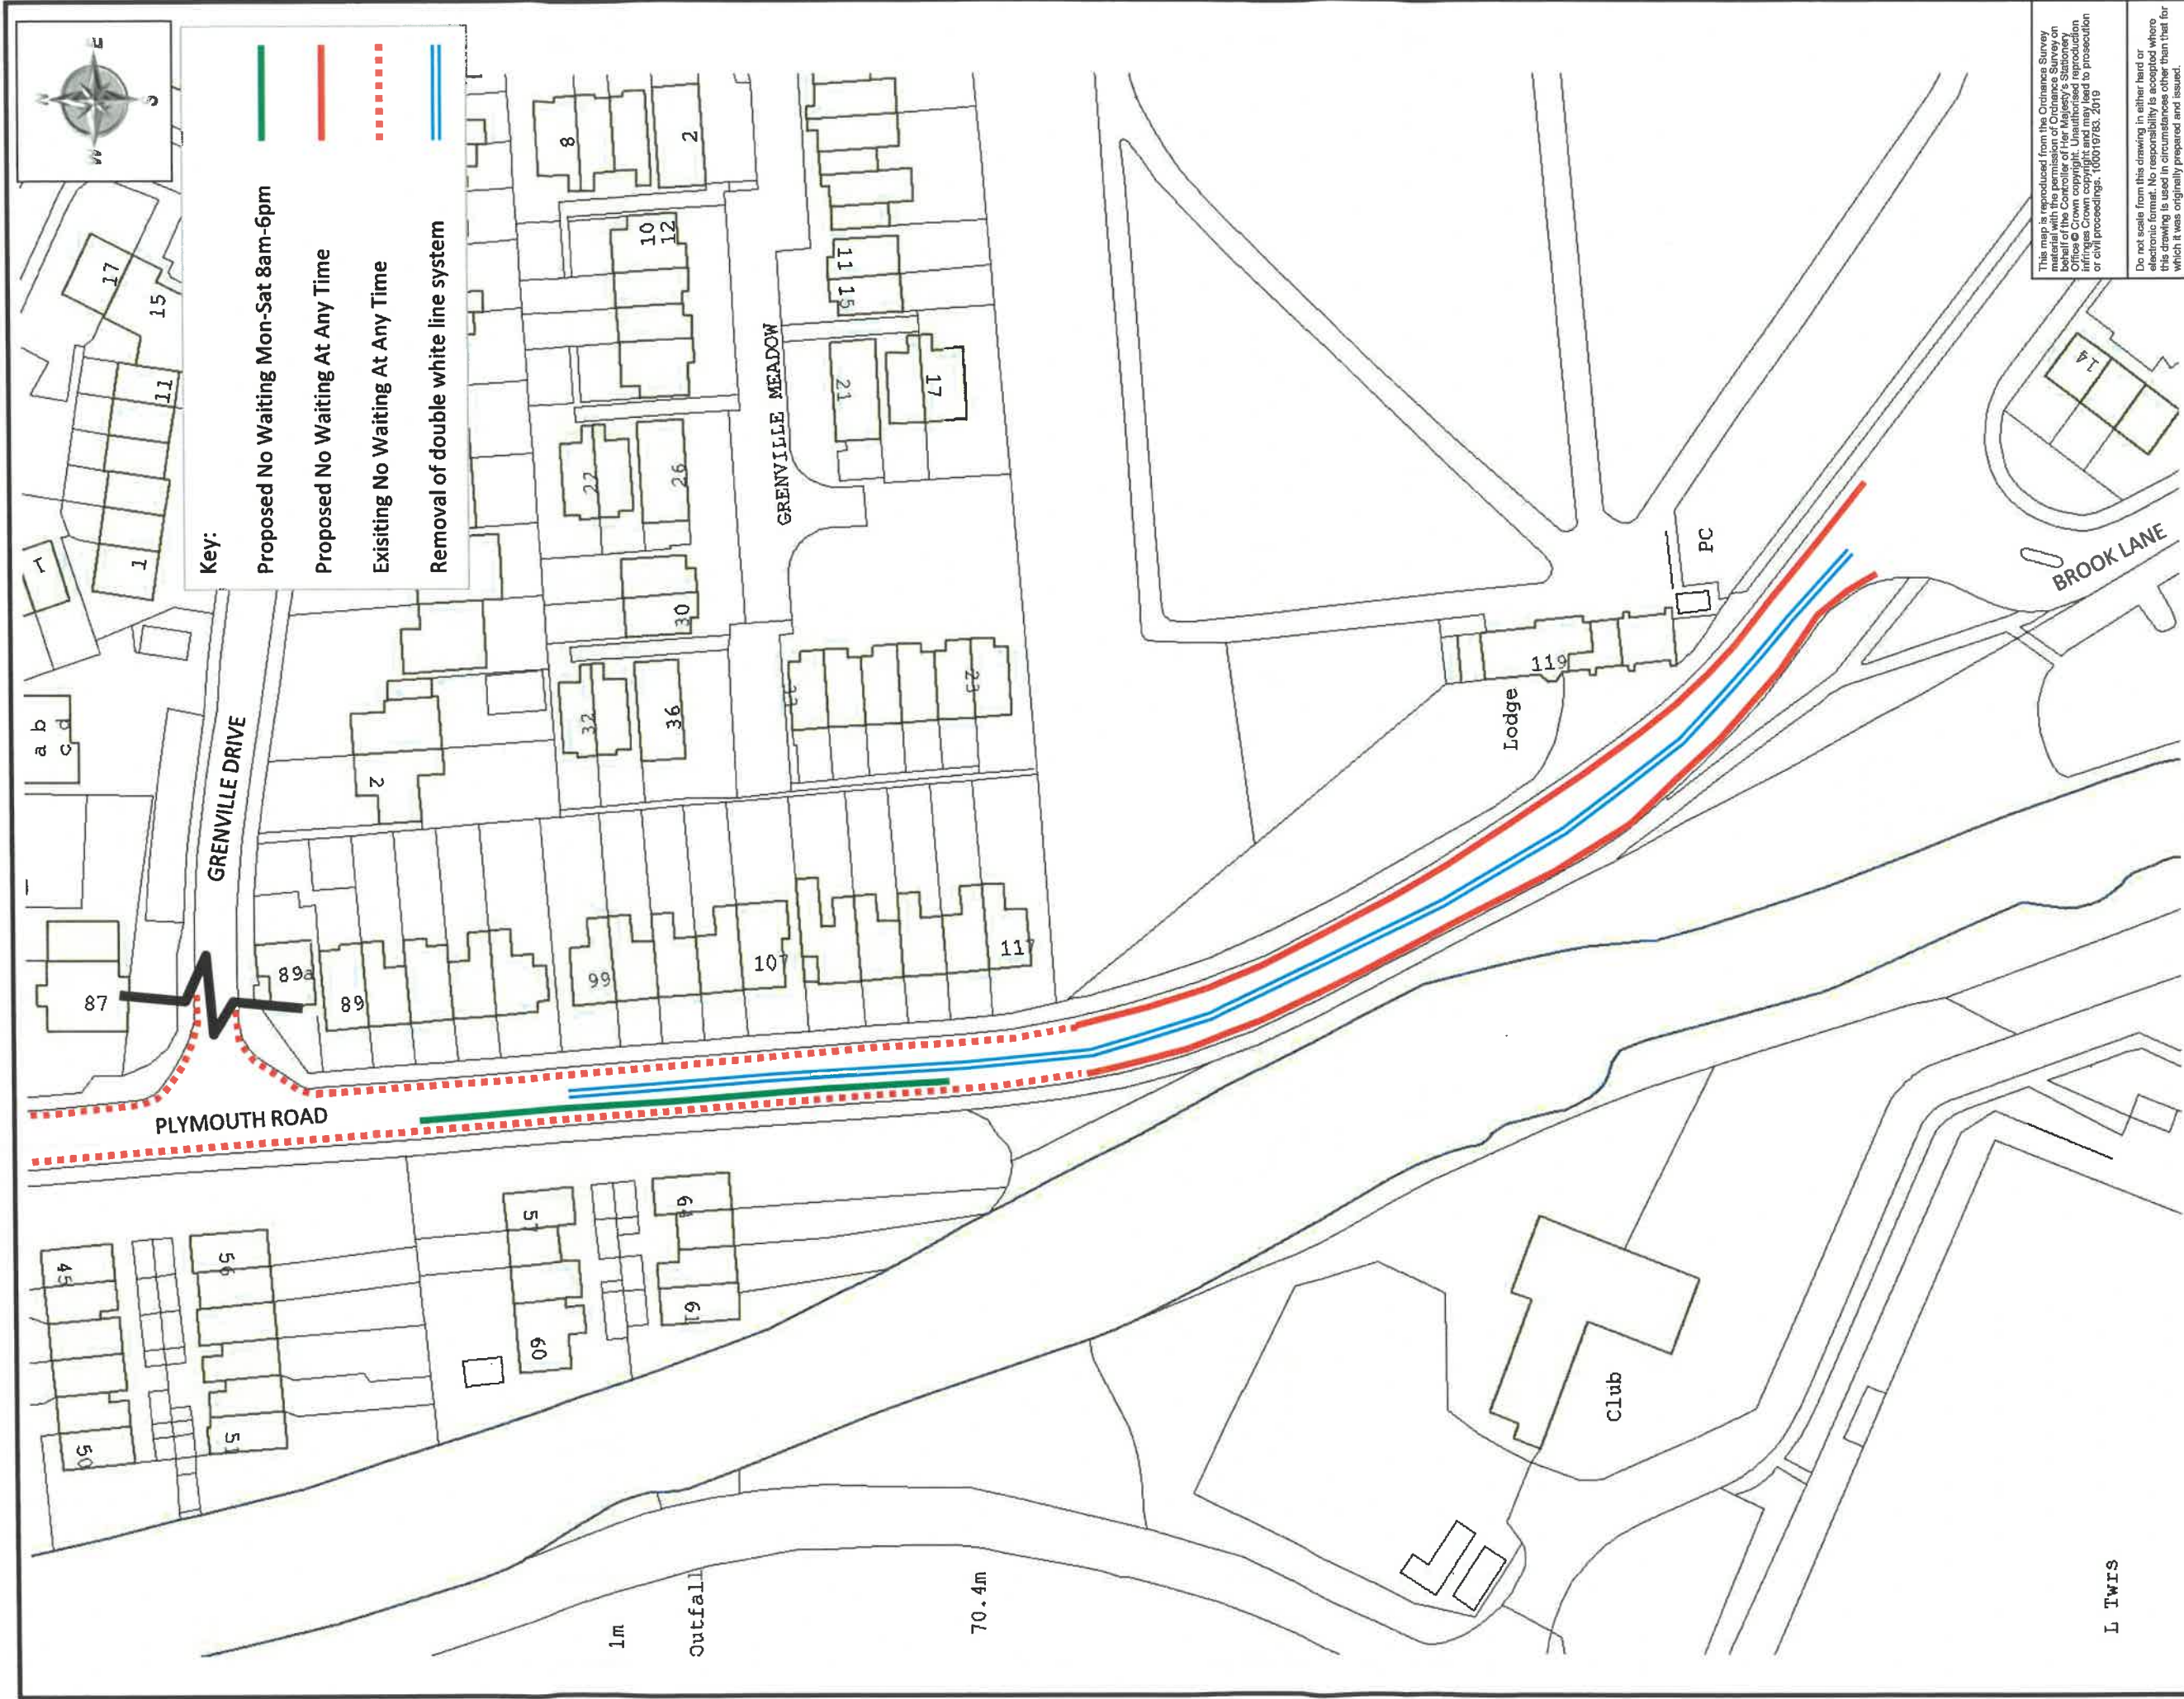 N
E
S
W
Key:
Proposed No Waiting Mon-Sat 8am-6pm
Proposed No Waiting At Any Time
Exisiting No Waiting At Any Time
Removal of double white line system
17
15
11
1
1
a b
c d
GRENVILLE DRIVE
87
89a
89
99
107
117
2
8
2
10
12
22
26
30
32
36
GRENVILLE MEADOW
11
15
21
17
33
23
PLYMOUTH ROAD
45
50
56
51
57
60
64
61
Lodge
119
PC
BROOK LANE
14
Club
1m
Outfall
70.4m
L Twrs
This map is reproduced from the Ordnance Survey
material with the permission of Ordnance Survey on
behalf of the Controller of Her Majesty's Stationery
Office © Crown copyright. Unauthorised reproduction
infringes Crown copyright and may lead to prosecution
or civil proceedings. 100019783. 2019
Do not scale from this drawing in either hard or
electronic format. No responsibility is accepted where
this drawing is used in circumstances other than that for
which it was originally prepared and issued.